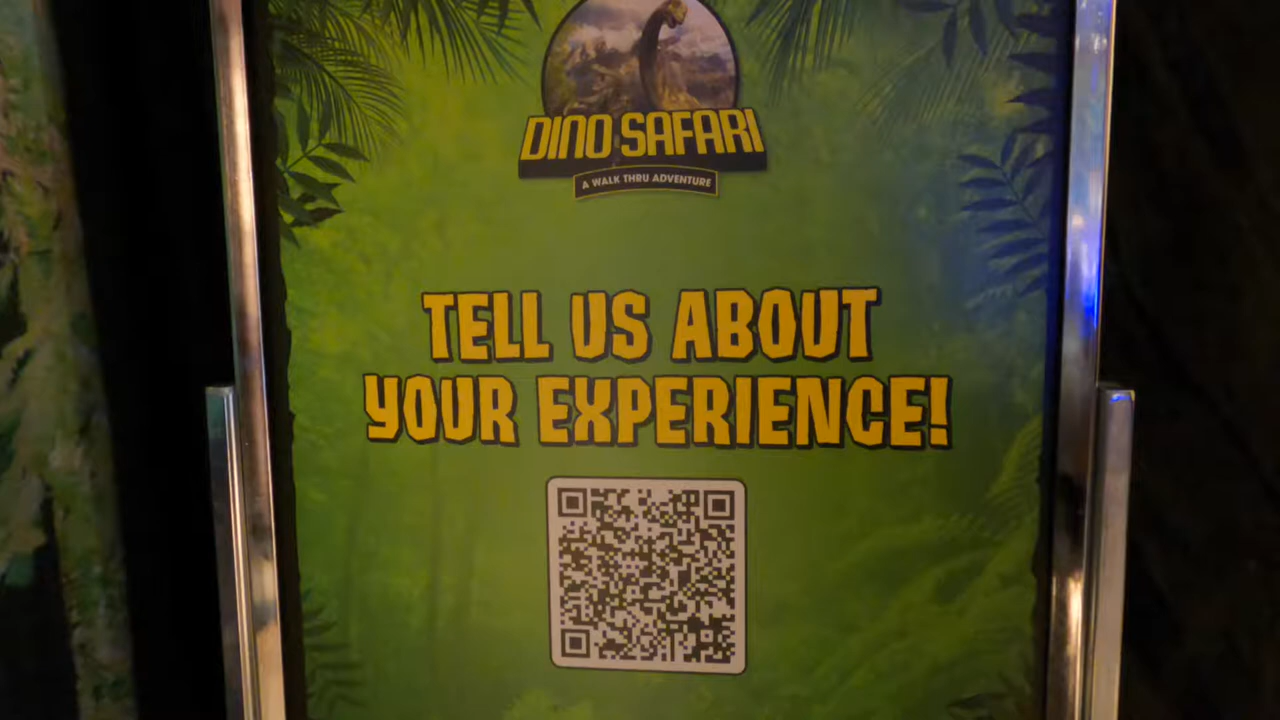 DINO SAFARI
A WALK THRU ADVENTURE
TELL US ABOUT
YOUR EXPERIENCE!